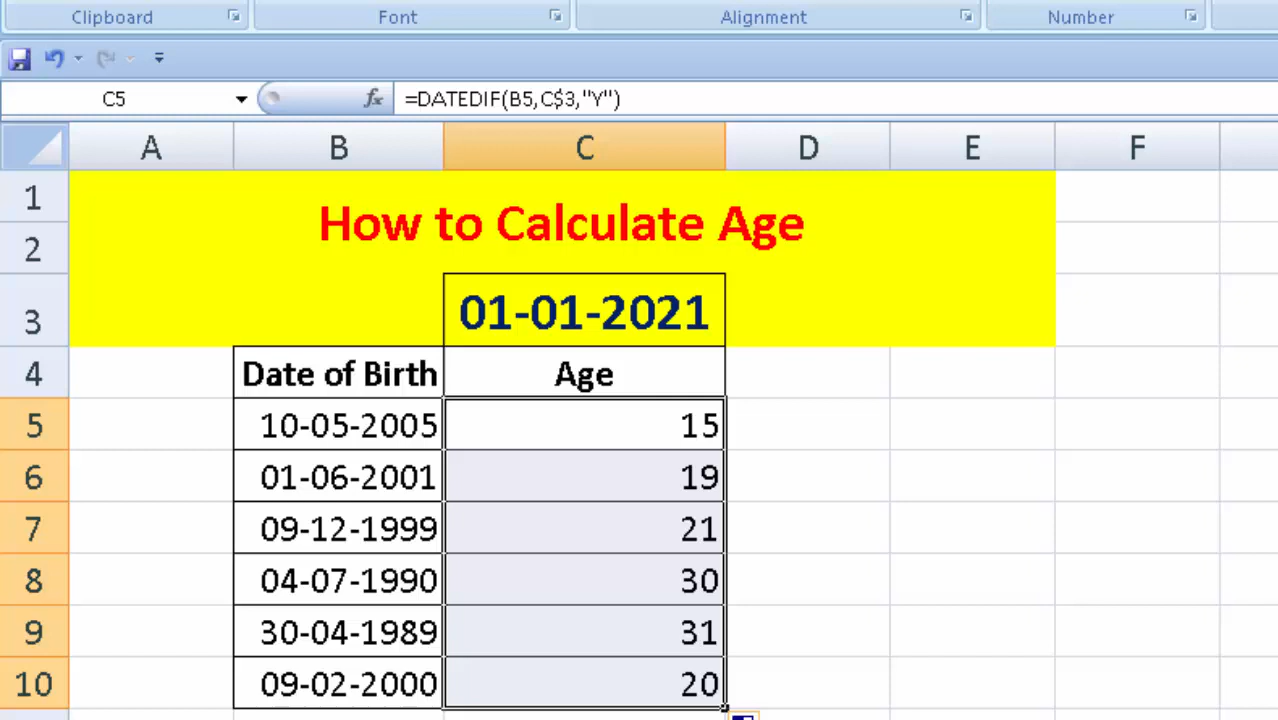 Clipboard Font Alignment Number
C5 fx =DATEDIF(B5,C$3,"Y")
A B C D E F
1
How to Calculate Age
2
3 01-01-2021
4 Date of Birth Age
5 10-05-2005 15
6 01-06-2001 19
7 09-12-1999 21
8 04-07-1990 30
9 30-04-1989 31
10 09-02-2000 20